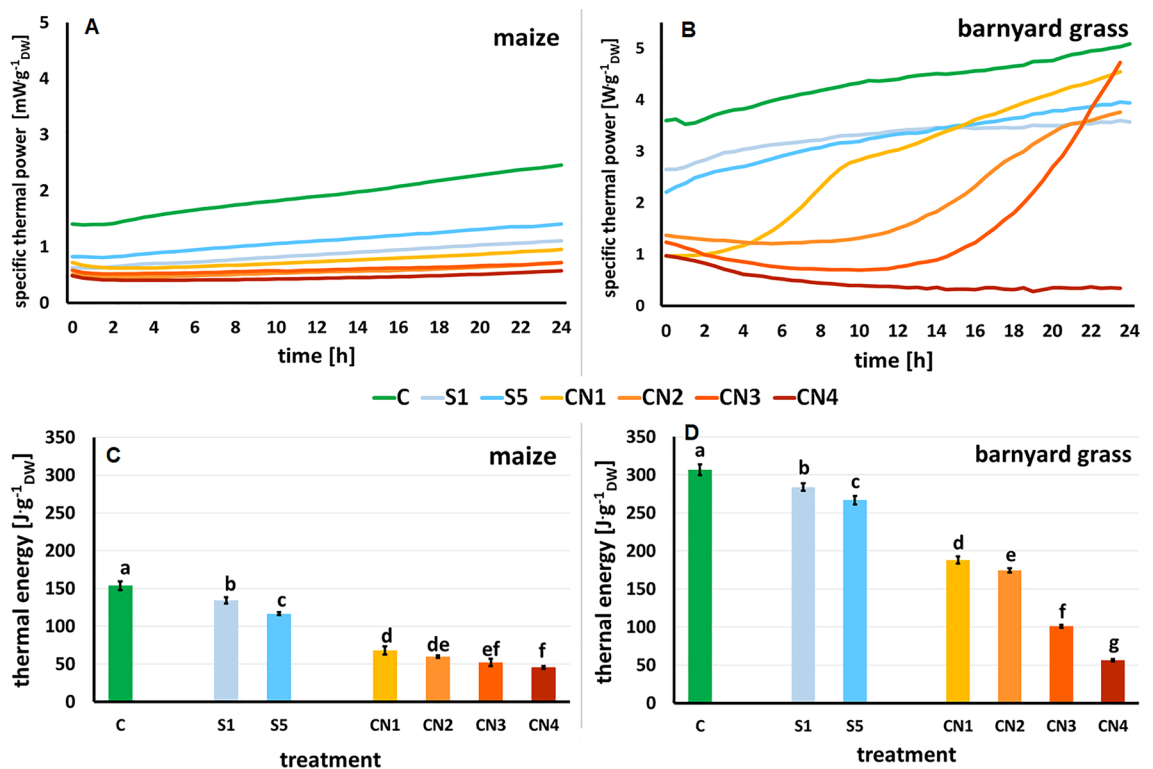 A
maize
specific thermal power [mW·g⁻¹DW]
5
4
3
2
1
0
0 2 4 6 8 10 12 14 16 18 20 22 24
time [h]
B
barnyard grass
specific thermal power [W·g⁻¹DW]
5
4
3
2
1
0
0 2 4 6 8 10 12 14 16 18 20 22 24
time [h]
C S1 S5 CN1 CN2 CN3 CN4
C
maize
thermal energy [J·g⁻¹DW]
350
300
250
200
150
100
50
0
a b c d de ef f
C S1 S5 CN1 CN2 CN3 CN4
treatment
D
barnyard grass
thernal energy [J·g⁻¹DW]
350
300
250
200
150
100
50
0
a b c d e f g
C S1 S5 CN1 CN2 CN3 CN4
treatment